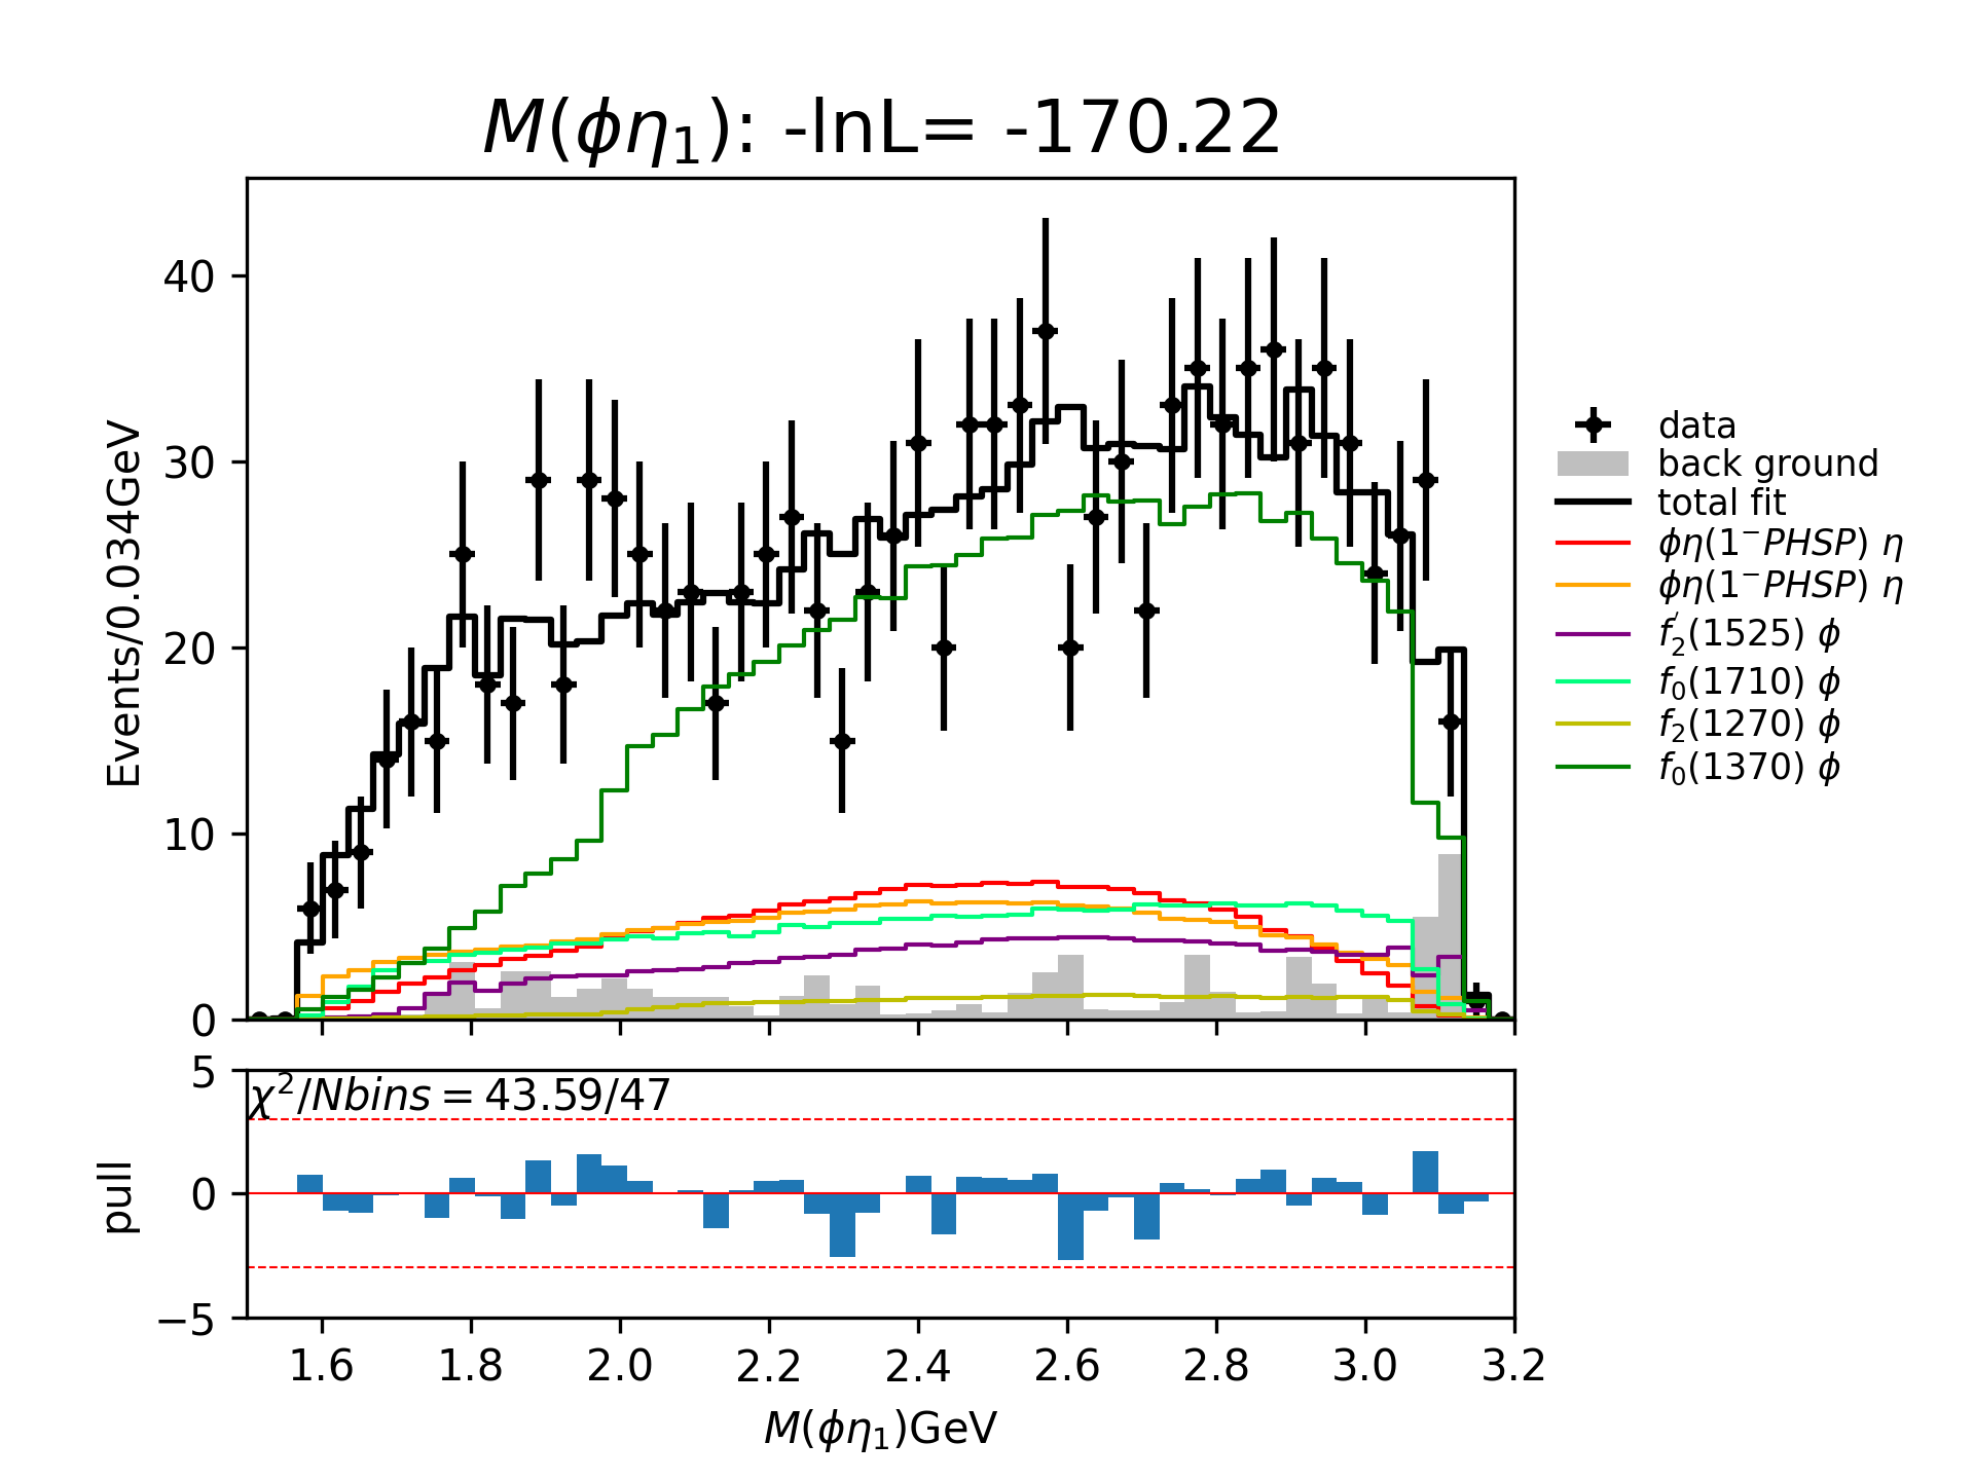 M(ϕη₁): -lnL= -170.22
Events/0.034GeV
40
30
20
10
0
data
back ground
total fit
ϕη(1⁻PHSP) η
ϕη(1⁻PHSP) η
f₂′(1525) ϕ
f₀(1710) ϕ
f₂(1270) ϕ
f₀(1370) ϕ
χ²/Nbins = 43.59/47
pull
5
0
−5
1.6 1.8 2.0 2.2 2.4 2.6 2.8 3.0 3.2
M(ϕη₁)GeV